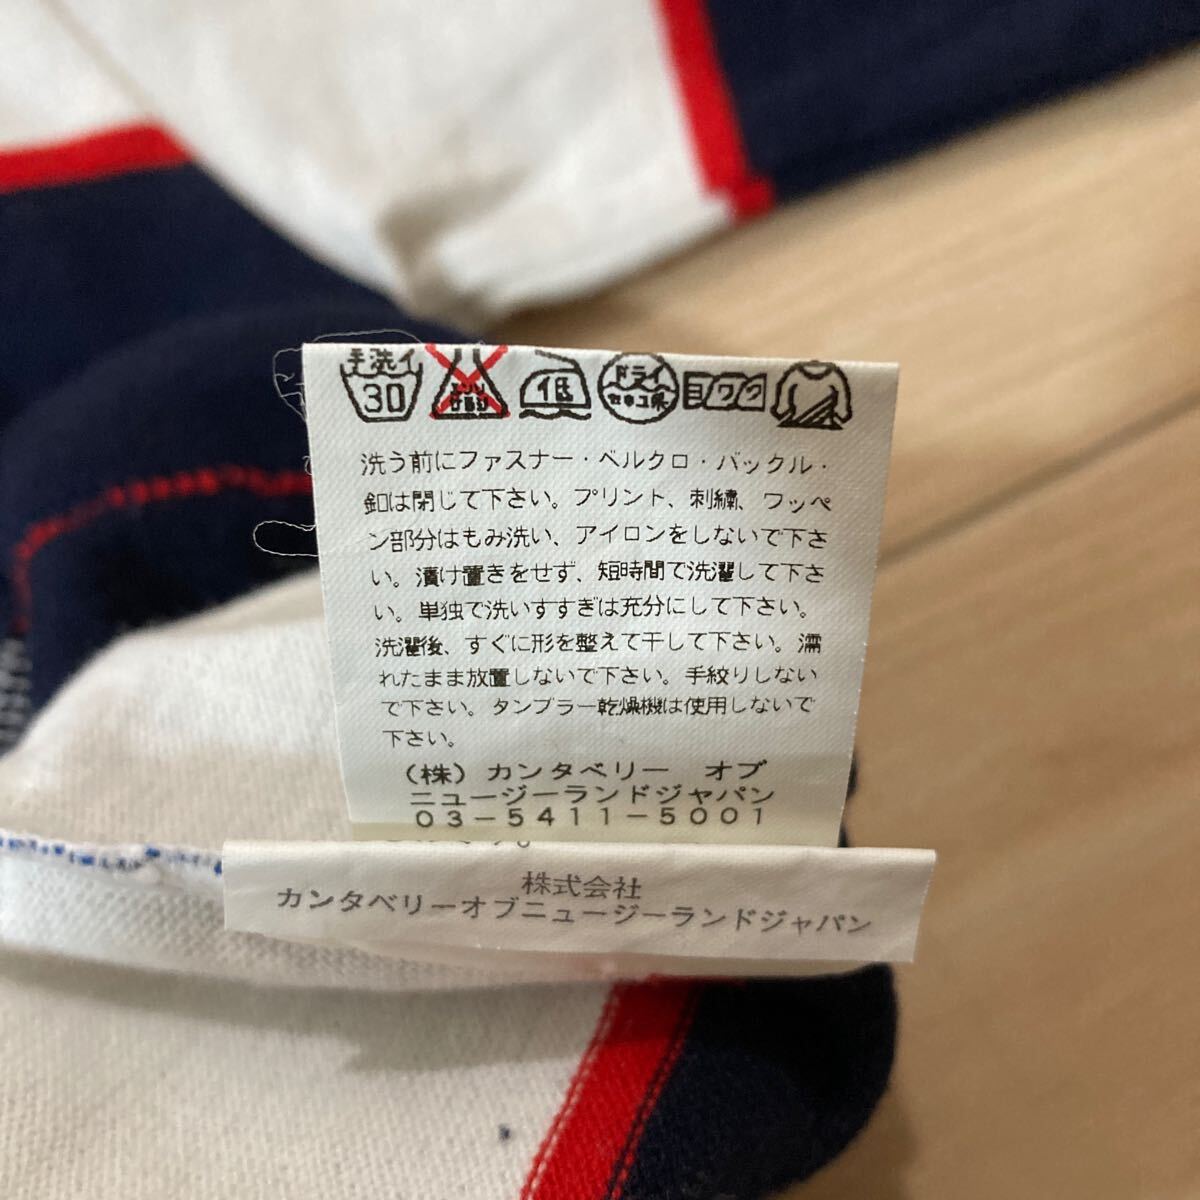 手洗イ
30
エンソ
サラシ
低
ドライ
セキユ系
ヨワク
洗う前にファスナー・ベルクロ・バックル・
釦は閉じて下さい。プリント、刺繍、ワッペ
ン部分はもみ洗い、アイロンをしないで下さ
い。漬け置きをせず、短時間で洗濯して下さ
い。単独で洗いすすぎは充分にして下さい。
洗濯後、すぐに形を整えて干して下さい。濡
れたまま放置しないで下さい。手絞りしない
で下さい。タンブラー乾燥機は使用しないで
下さい。
(株)カンタベリー オブ
ニュージーランドジャパン
03-5411-5001
株式会社
カンタベリーオブニュージーランドジャパン